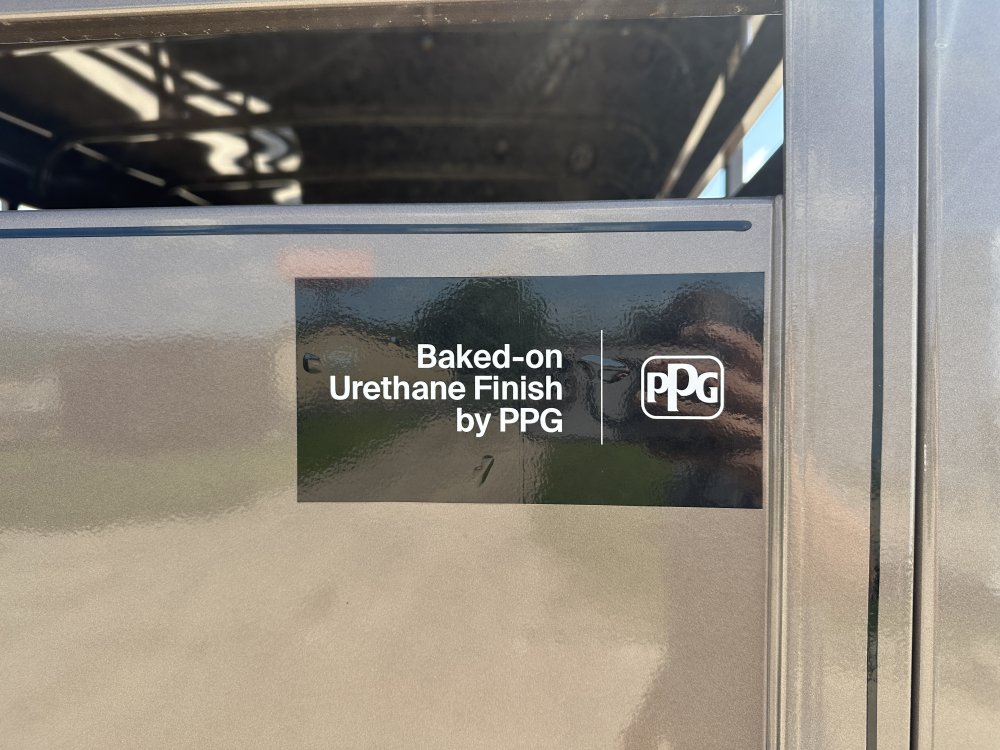 Baked-on
Urethane Finish
by PPG
PPG